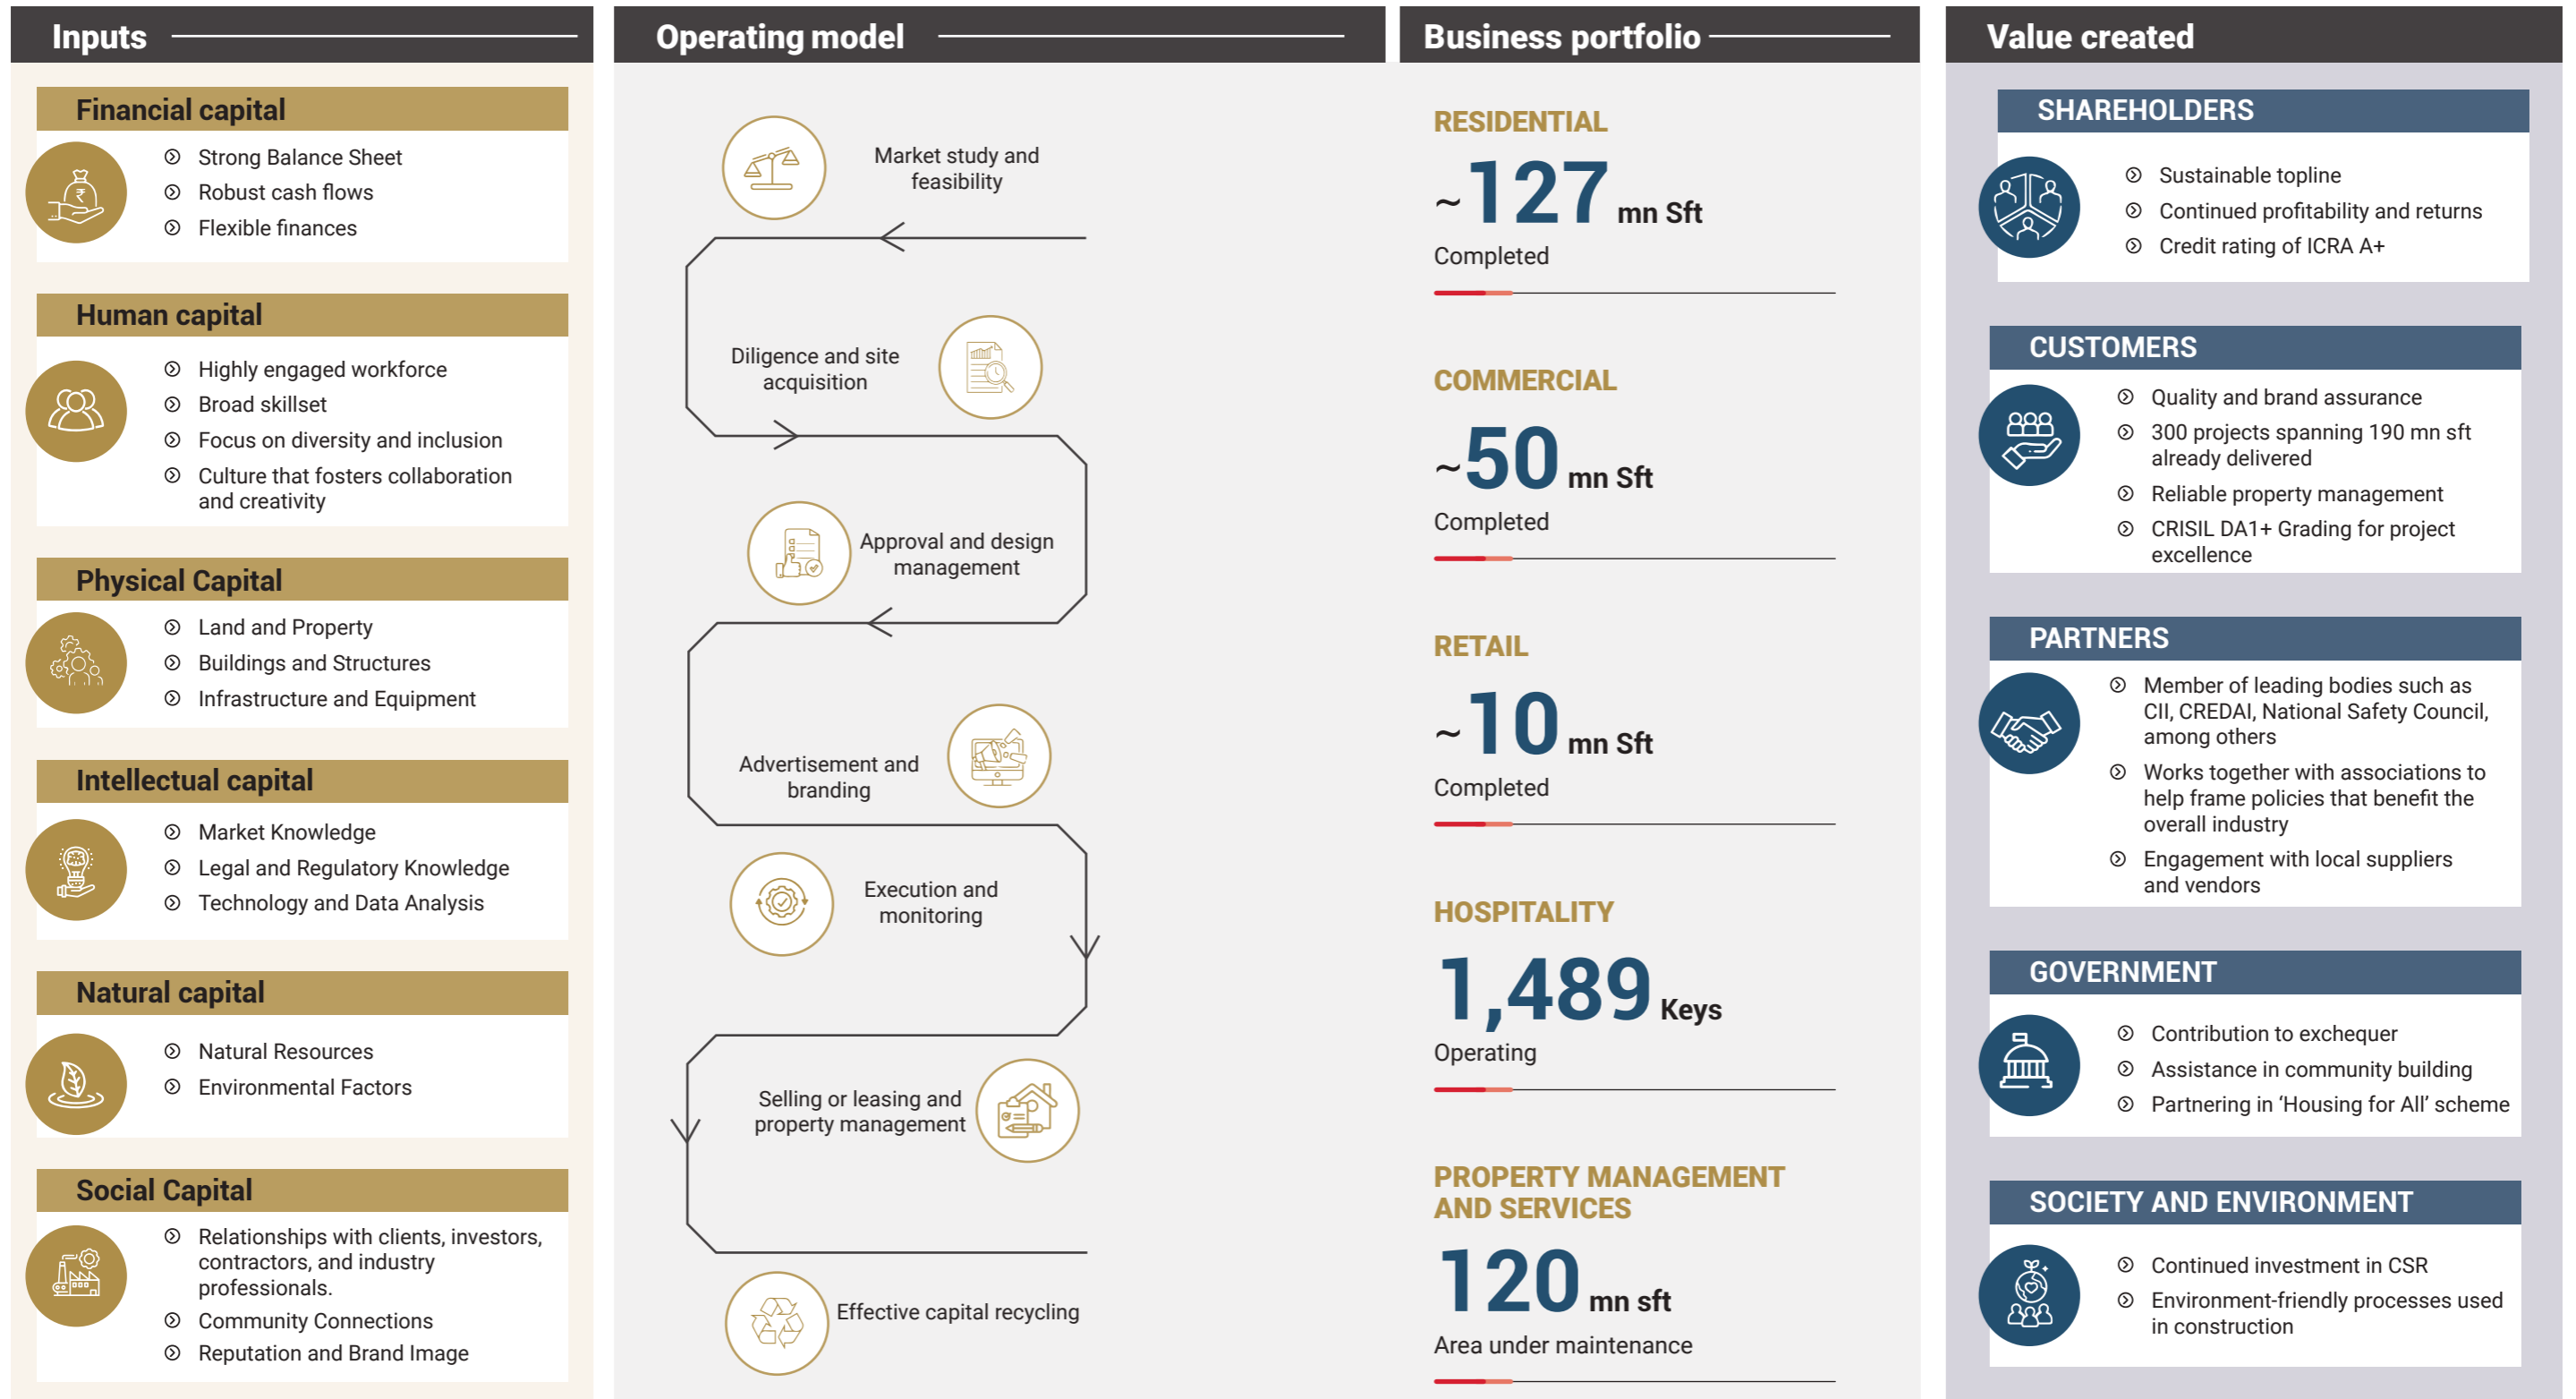 Inputs
Financial capital
Strong Balance Sheet
Robust cash flows
Flexible finances
Human capital
Highly engaged workforce
Broad skillset
Focus on diversity and inclusion
Culture that fosters collaboration
and creativity
Physical Capital
Land and Property
Buildings and Structures
Infrastructure and Equipment
Intellectual capital
Market Knowledge
Legal and Regulatory Knowledge
Technology and Data Analysis
Natural capital
Natural Resources
Environmental Factors
Social Capital
Relationships with clients, investors,
contractors, and industry
professionals.
Community Connections
Reputation and Brand Image
Operating model
Market study and
feasibility
Diligence and site
acquisition
Approval and design
management
Advertisement and
branding
Execution and
monitoring
Selling or leasing and
property management
Effective capital recycling
Business portfolio
RESIDENTIAL
~127 mn Sft
Completed
COMMERCIAL
~50 mn Sft
Completed
RETAIL
~10 mn Sft
Completed
HOSPITALITY
1,489 Keys
Operating
PROPERTY MANAGEMENT
AND SERVICES
120 mn sft
Area under maintenance
Value created
SHAREHOLDERS
Sustainable topline
Continued profitability and returns
Credit rating of ICRA A+
CUSTOMERS
Quality and brand assurance
300 projects spanning 190 mn sft
already delivered
Reliable property management
CRISIL DA1+ Grading for project
excellence
PARTNERS
Member of leading bodies such as
CII, CREDAI, National Safety Council,
among others
Works together with associations to
help frame policies that benefit the
overall industry
Engagement with local suppliers
and vendors
GOVERNMENT
Contribution to exchequer
Assistance in community building
Partnering in ‘Housing for All’ scheme
SOCIETY AND ENVIRONMENT
Continued investment in CSR
Environment-friendly processes used
in construction